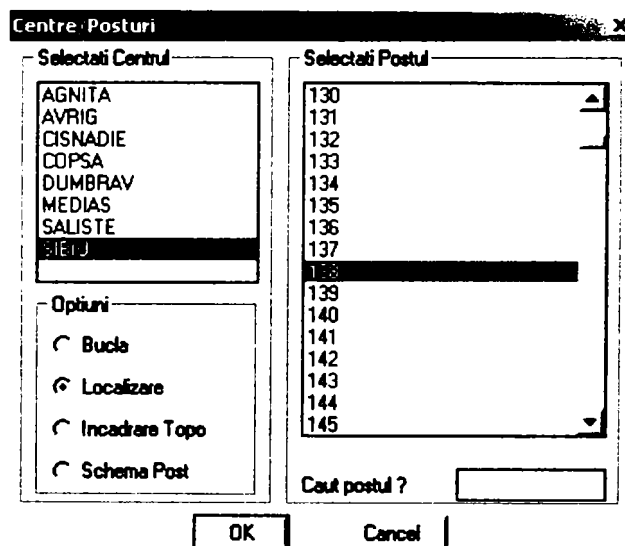 Centre Posturi
Selectati Centrul
AGNITA
AVRIG
CISNADIE
COPSA
DUMBRAV
MEDIAS
SALISTE
Optiuni
Bucla
Localizare
Incadrare Topo
Schema Post
Selectati Postul
130
131
132
133
134
135
136
137
138
139
140
141
142
143
144
145
Caut postul ?
OK
Cancel